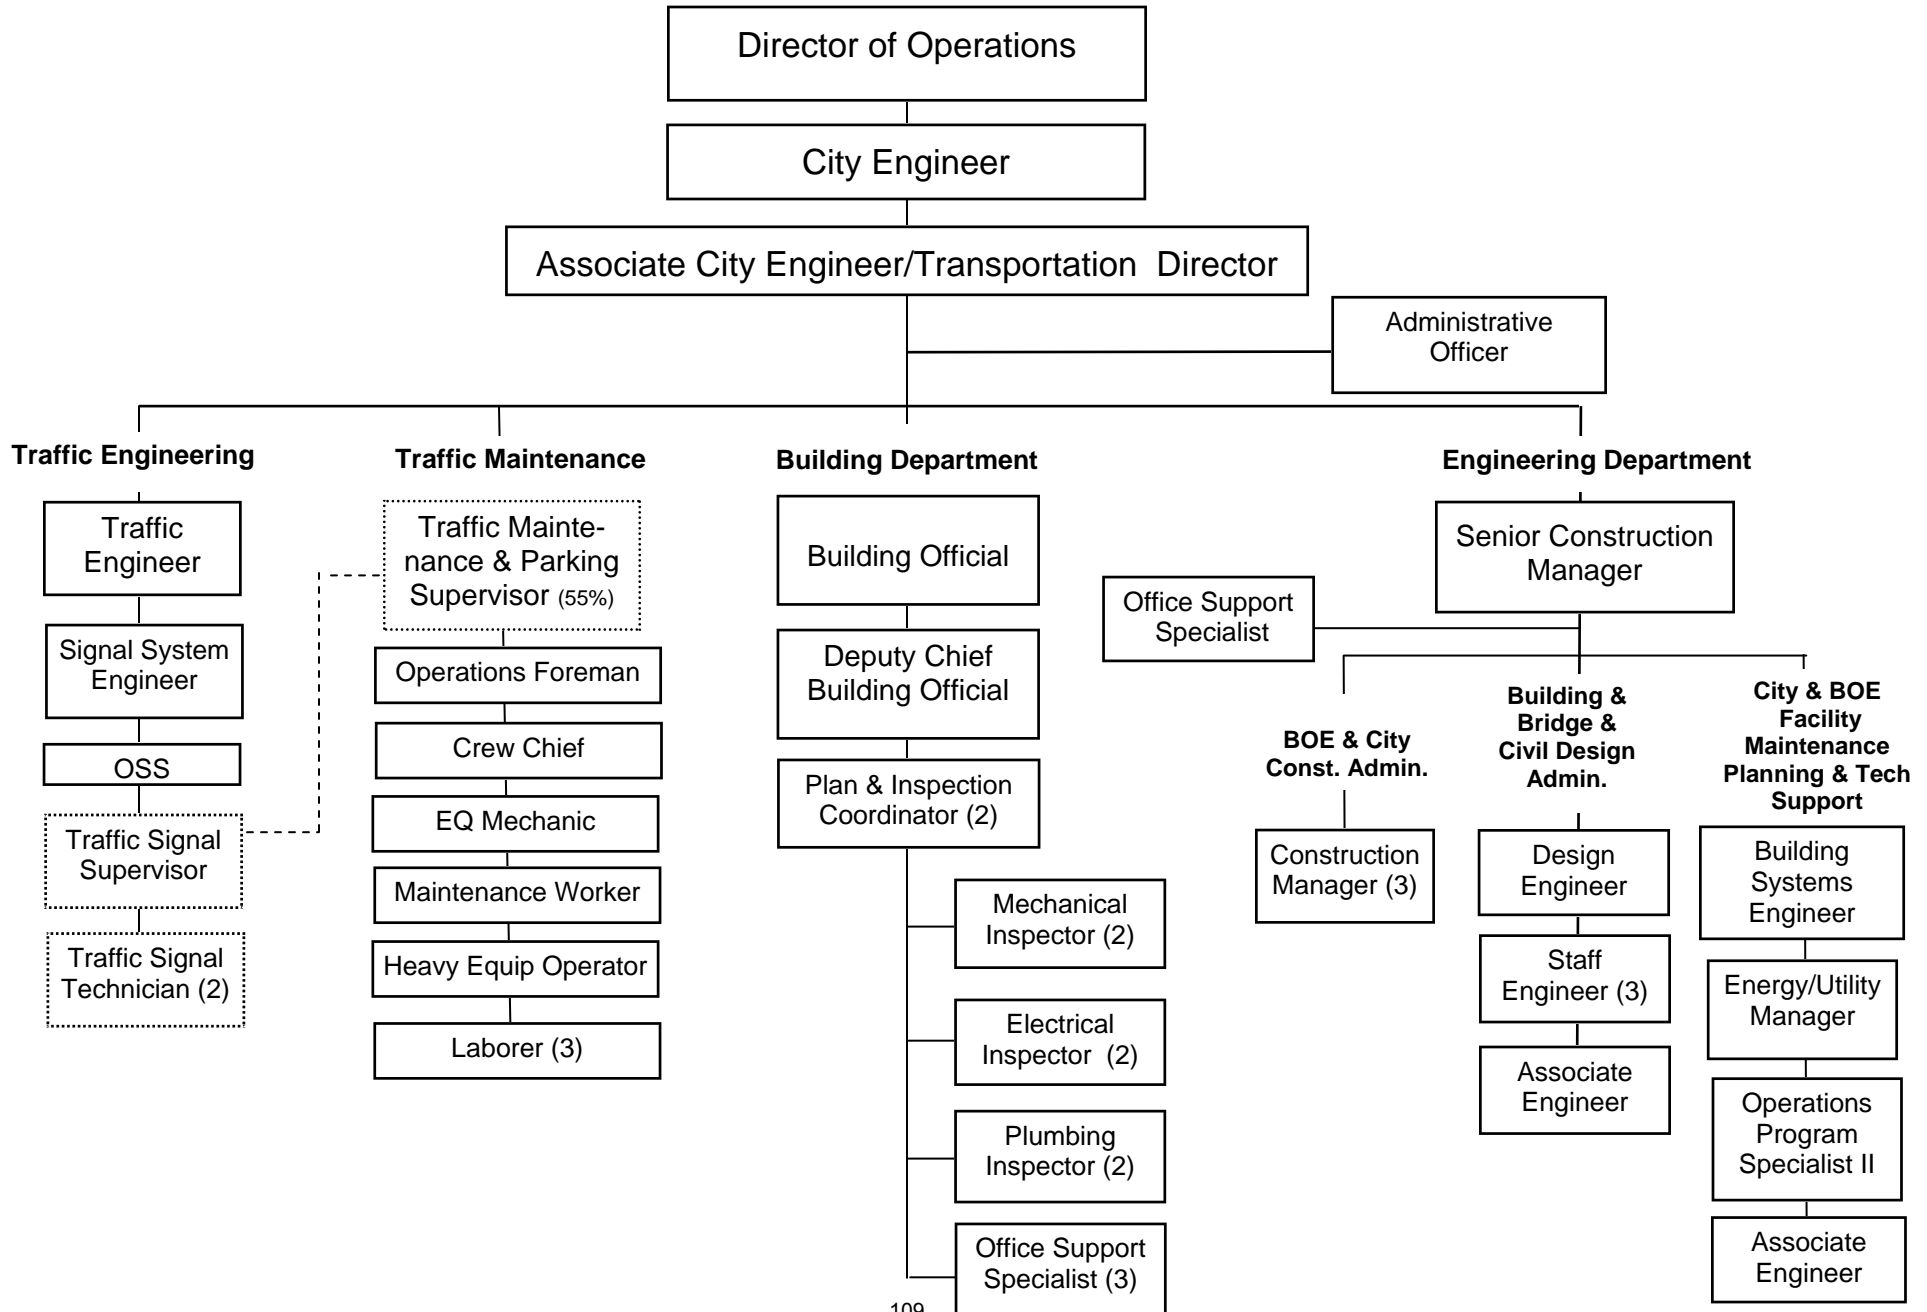 Director of Operations
City Engineer
Associate City Engineer/Transportation  Director
Administrative
Officer
Traffic Engineering
Traffic
Engineer
Signal System
Engineer
OSS
Traffic Signal
Supervisor
Traffic Signal
Technician (2)
Traffic Maintenance
Traffic Mainte-
nance & Parking
Supervisor (55%)
Operations Foreman
Crew Chief
EQ Mechanic
Maintenance Worker
Heavy Equip Operator
Laborer (3)
Building Department
Building Official
Deputy Chief
Building Official
Plan & Inspection
Coordinator (2)
Mechanical
Inspector (2)
Electrical
Inspector  (2)
Plumbing
Inspector (2)
Office Support
Specialist (3)
Engineering Department
Senior Construction
Manager
Office Support
Specialist
BOE & City
Const. Admin.
Construction
Manager (3)
Building &
Bridge &
Civil Design
Admin.
Design
Engineer
Staff
Engineer (3)
Associate
Engineer
City & BOE
Facility
Maintenance
Planning & Tech
Support
Building
Systems
Engineer
Energy/Utility
Manager
Operations
Program
Specialist II
Associate
Engineer
109